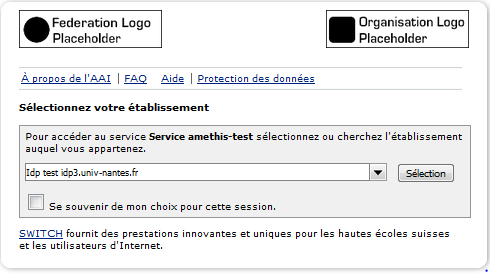 Federation Logo
Placeholder
Organisation Logo
Placeholder
À propos de l'AAI | FAQ Aide | Protection des données
Sélectionnez votre établissement
Pour accéder au service Service amethis-test sélectionnez ou cherchez l'établissement
auquel vous appartenez.
Idp test idp3.univ-nantes.fr
Sélection
Se souvenir de mon choix pour cette session.
SWITCH fournit des prestations innovantes et uniques pour les hautes écoles suisses
et les utilisateurs d'Internet.